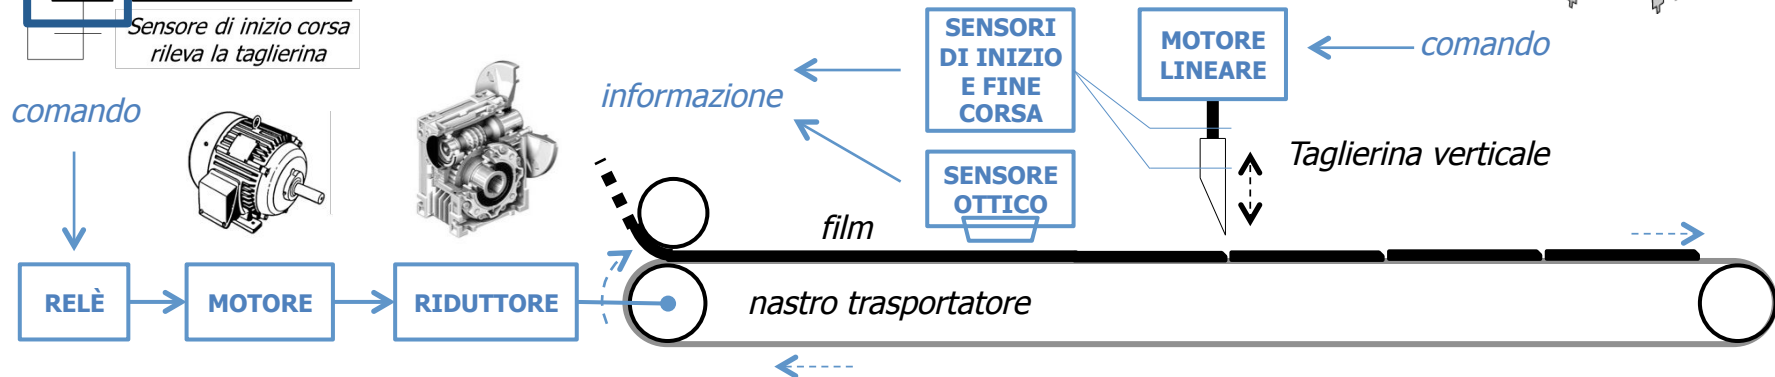 Sensore di inizio corsa
rileva la taglierina
comando
informazione
SENSORI
DI INIZIO
E FINE
CORSA
MOTORE
LINEARE
comando
Taglierina verticale
SENSORE
OTTICO
film
RELÈ
MOTORE
RIDUTTORE
nastro trasportatore